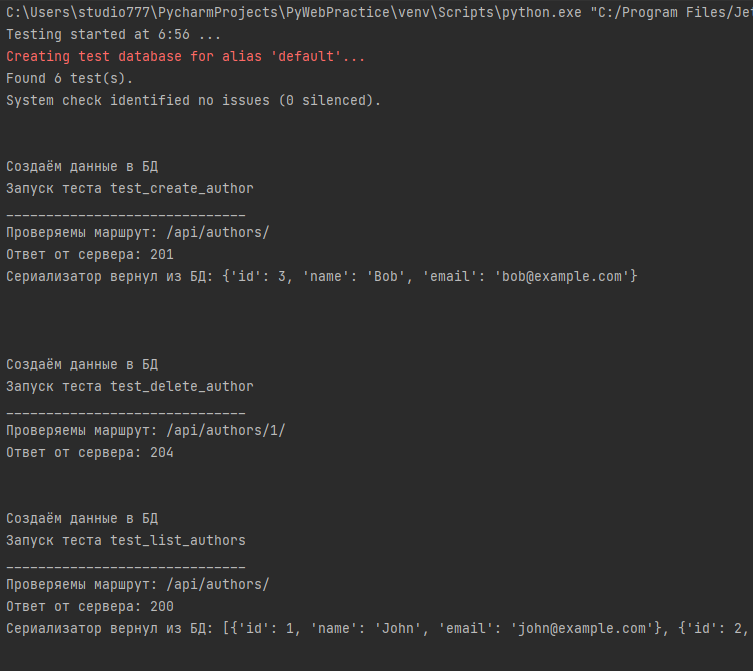 C:\Users\studio777\PycharmProjects\PyWebPractice\venv\Scripts\python.exe "C:/Program Files/Je
Testing started at 6:56 ...
Creating test database for alias 'default'...
Found 6 test(s).
System check identified no issues (0 silenced).
Создаём данные в БД
Запуск теста test_create_author
______________________________
Проверяемы маршрут: /api/authors/
Ответ от сервера: 201
Сериализатор вернул из БД: {'id': 3, 'name': 'Bob', 'email': 'bob@example.com'}
Создаём данные в БД
Запуск теста test_delete_author
______________________________
Проверяемы маршрут: /api/authors/1/
Ответ от сервера: 204
Создаём данные в БД
Запуск теста test_list_authors
______________________________
Проверяемы маршрут: /api/authors/
Ответ от сервера: 200
Сериализатор вернул из БД: [{'id': 1, 'name': 'John', 'email': 'john@example.com'}, {'id': 2,